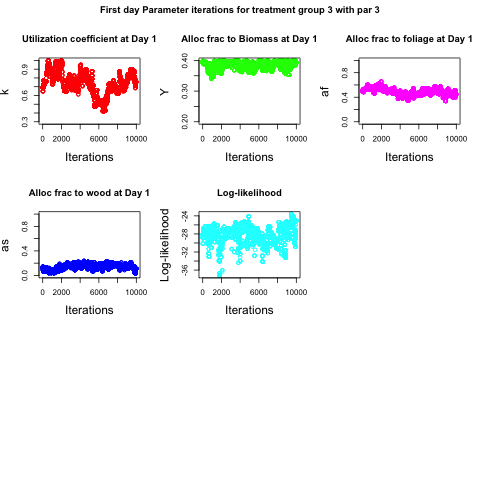 First day Parameter iterations for treatment group 3 with par 3
Utilization coefficient at Day 1
k
0.3 0.6 0.9
0 2000 6000 10000
Iterations
Alloc frac to Biomass at Day 1
Y
0.20 0.30 0.40
0 2000 6000 10000
Iterations
Alloc frac to foliage at Day 1
af
0.0 0.4 0.8
0 2000 6000 10000
Iterations
Alloc frac to wood at Day 1
as
0.0 0.4 0.8
0 2000 6000 10000
Iterations
Log-likelihood
Log-likelihood
-36 -32 -28 -24
0 2000 6000 10000
Iterations